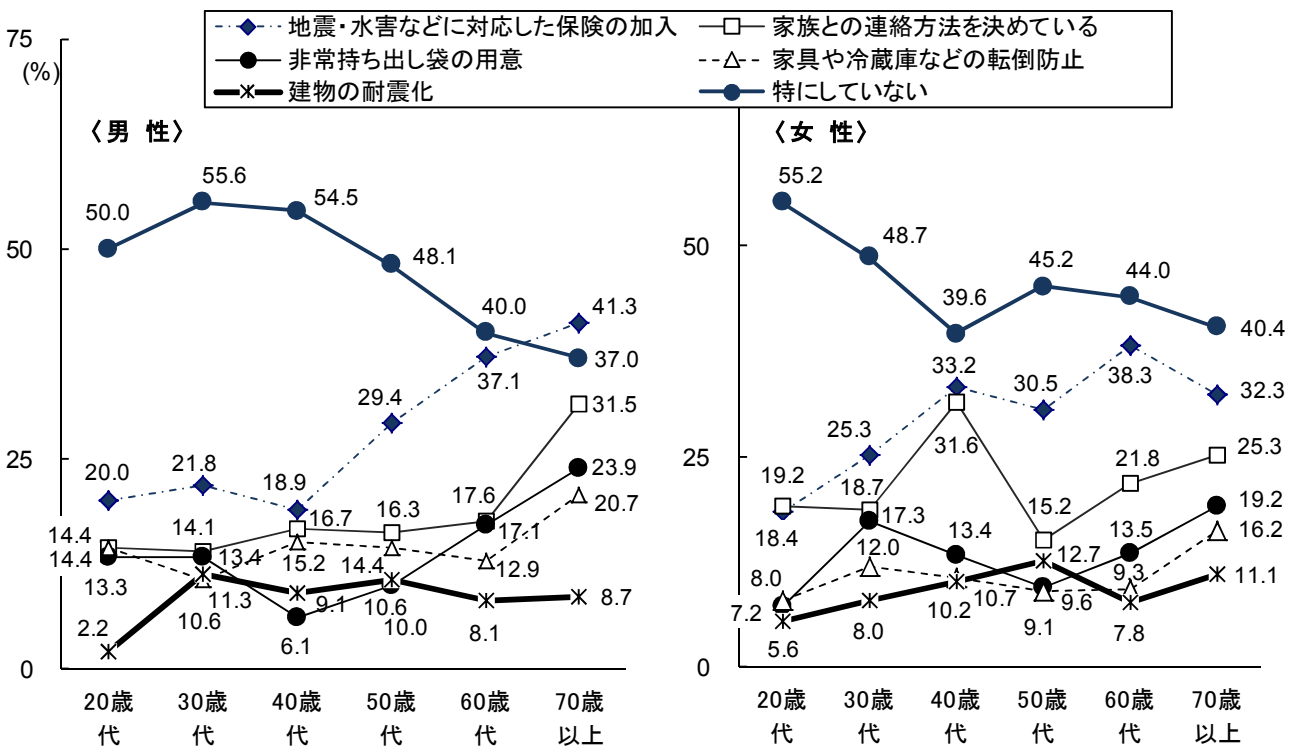 地震・水害などに対応した保険の加入
家族との連絡方法を決めている
非常持ち出し袋の用意
家具や冷蔵庫などの転倒防止
建物の耐震化
特にしていない
75
(%)
〈男 性〉
55.6
54.5
50.0
50
48.1
40.0
41.3
37.0
37.1
29.4
31.5
25
20.0
21.8
18.9
23.9
20.7
14.4
14.1
16.7
16.3
17.6
17.1
14.4
13.4
15.2
14.4
12.9
13.3
11.3
9.1
10.6
10.6
10.0
8.7
2.2
6.1
8.1
0
20歳
代
30歳
代
40歳
代
50歳
代
60歳
代
70歳
以上
〈女 性〉
55.2
48.7
50
39.6
45.2
44.0
40.4
33.2
30.5
38.3
32.3
25.3
31.6
25
19.2
18.7
21.8
25.3
18.4
17.3
15.2
19.2
13.4
13.5
16.2
12.0
12.7
8.0
9.3
7.2
10.2
10.7
9.6
11.1
5.6
8.0
9.1
7.8
0
20歳
代
30歳
代
40歳
代
50歳
代
60歳
代
70歳
以上